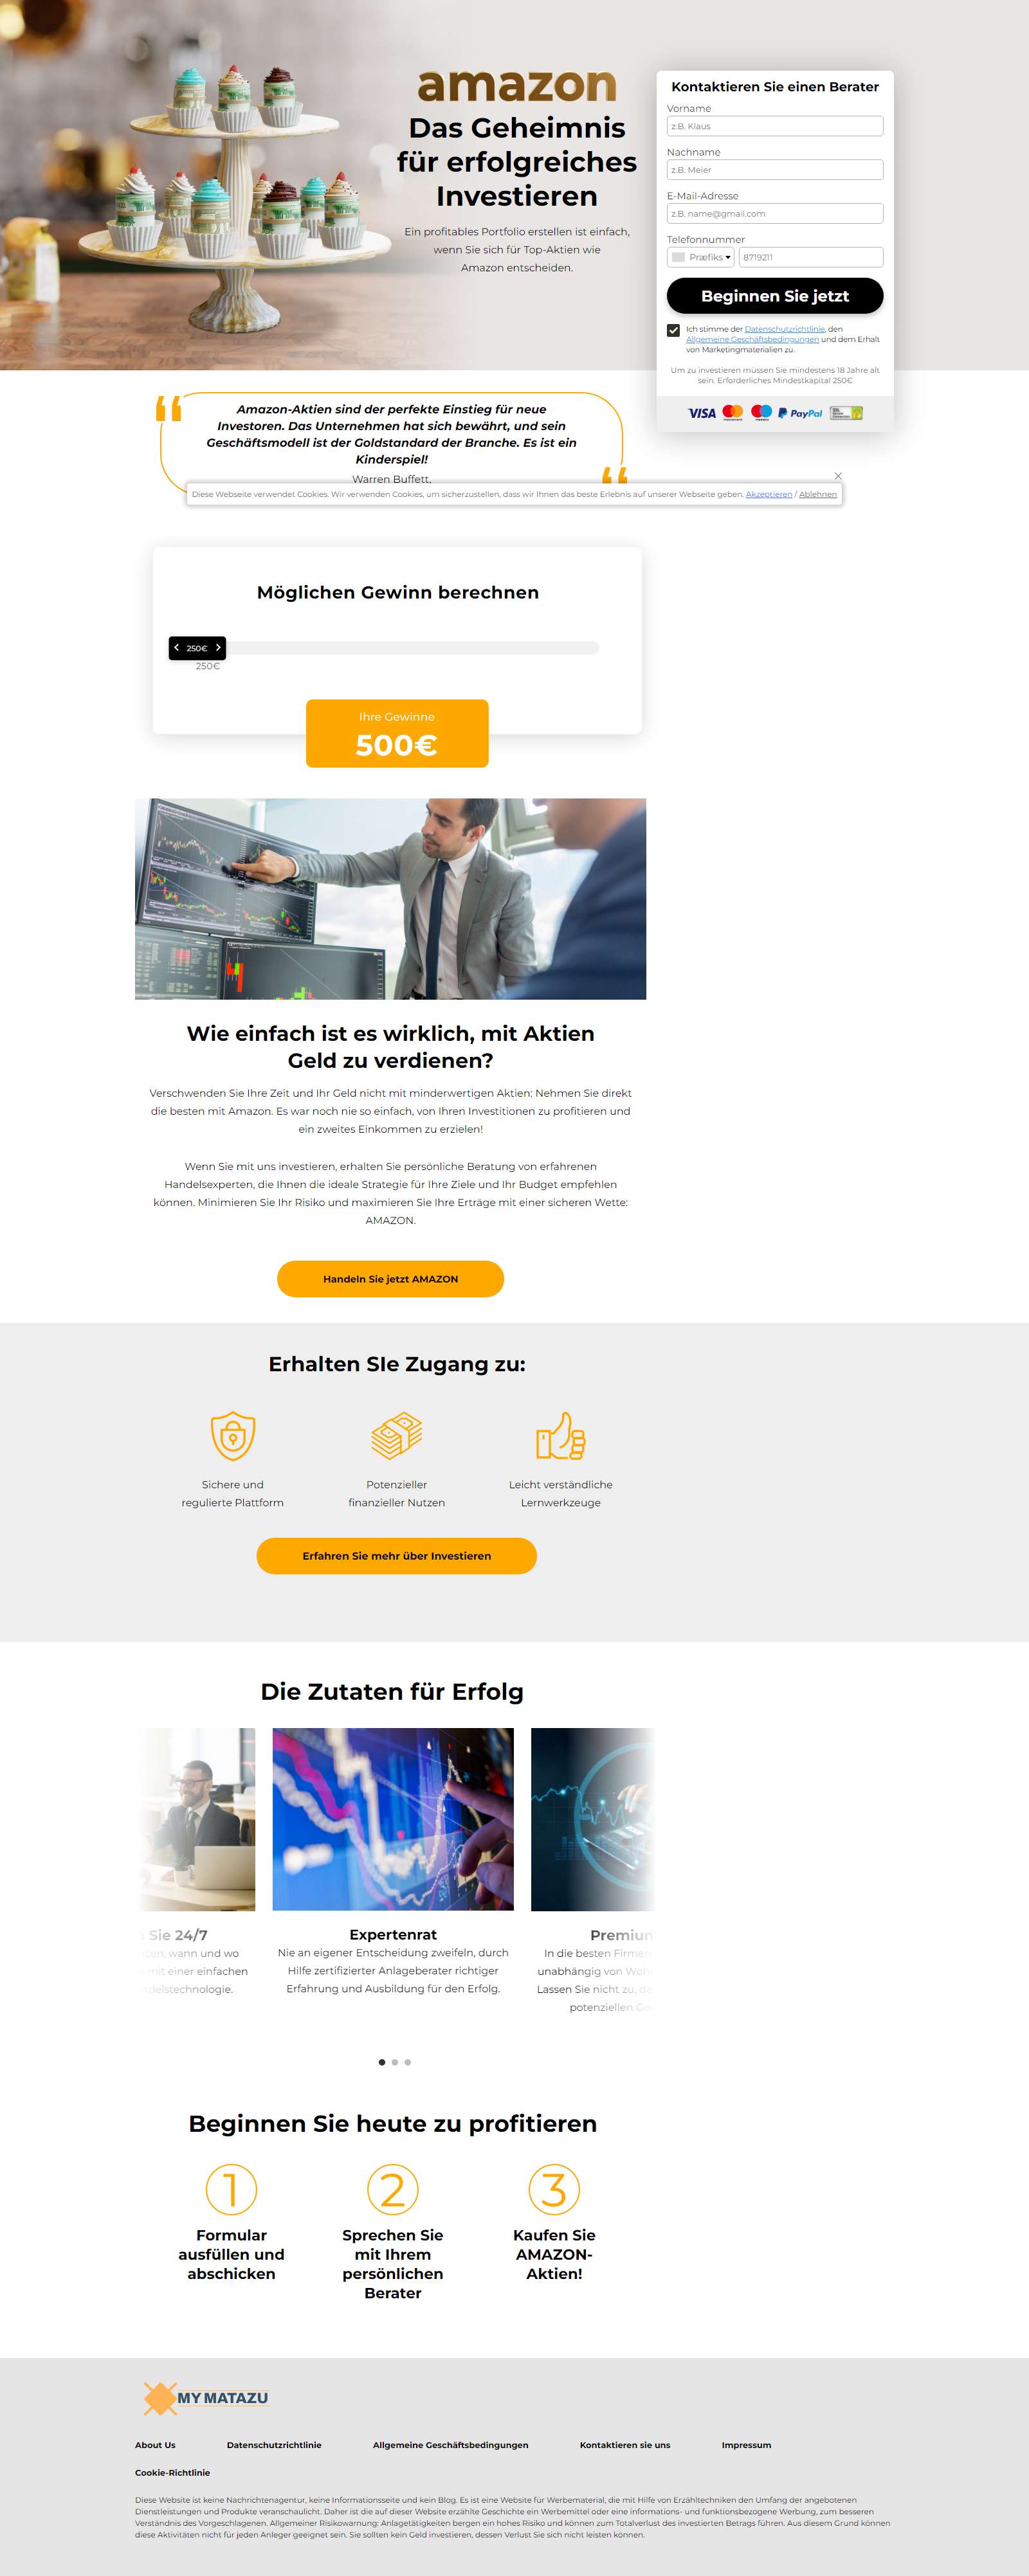 amazon
Das Geheimnis
für erfolgreiches
Investieren
Ein profitables Portfolio erstellen ist einfach,
wenn Sie sich für Top-Aktien wie
Amazon entscheiden.
Kontaktieren Sie einen Berater
Vorname
z.B. Klaus
Nachname
z.B. Meier
E-Mail-Adresse
z.B. name@gmail.com
Telefonnummer
Præfiks 8719211
Beginnen Sie jetzt
Ich stimme der Datenschutzrichtlinie, den
Allgemeine Geschäftsbedingungen und dem Erhalt
von Marketingmaterialien zu.
Um zu investieren müssen Sie mindestens 18 Jahre alt
sein. Erforderliches Mindestkapital 250€
VISA PayPal
Amazon-Aktien sind der perfekte Einstieg für neue
Investoren. Das Unternehmen hat sich bewährt, und sein
Geschäftsmodell ist der Goldstandard der Branche. Es ist ein
Kinderspiel!
Warren Buffett.
Diese Webseite verwendet Cookies. Wir verwenden Cookies, um sicherzustellen, dass wir Ihnen das beste Erlebnis auf unserer Webseite geben. Akzeptieren / Ablehnen
Möglichen Gewinn berechnen
250€
250€
Ihre Gewinne
500€
Wie einfach ist es wirklich, mit Aktien
Geld zu verdienen?
Verschwenden Sie Ihre Zeit und Ihr Geld nicht mit minderwertigen Aktien: Nehmen Sie direkt
die besten mit Amazon. Es war noch nie so einfach, von Ihren Investitionen zu profitieren und
ein zweites Einkommen zu erzielen!
Wenn Sie mit uns investieren, erhalten Sie persönliche Beratung von erfahrenen
Handelsexperten, die Ihnen die ideale Strategie für Ihre Ziele und Ihr Budget empfehlen
können. Minimieren Sie Ihr Risiko und maximieren Sie Ihre Erträge mit einer sicheren Wette:
AMAZON.
Handeln Sie jetzt AMAZON
Erhalten SIe Zugang zu:
Sichere und
regulierte Plattform
Potenzieller
finanzieller Nutzen
Leicht verständliche
Lernwerkzeuge
Erfahren Sie mehr über Investieren
Die Zutaten für Erfolg
Sie 24/7
wann und wo
mit einer einfachen
Expertenrat
Nie an eigener Entscheidung zweifeln, durch
Hilfe zertifizierter Anlageberater richtiger
Erfahrung und Ausbildung für den Erfolg.
In die besten Firmen
unabhängig von
Lassen Sie nicht zu,
potenziellen
Beginnen Sie heute zu profitieren
1
Formular
ausfüllen und
abschicken
2
Sprechen Sie
mit Ihrem
persönlichen
Berater
3
Kaufen Sie
AMAZON-
Aktien!
MY MATAZU
About Us Datenschutzrichtlinie Allgemeine Geschäftsbedingungen Kontaktieren sie uns Impressum
Cookie-Richtlinie
Diese Website ist keine Nachrichtenagentur, keine Informationsseite und kein Blog. Es ist eine Website für Werbematerial, die mit Hilfe von Erzähltechniken den Umfang der angebotenen
Dienstleistungen und Produkte veranschaulicht. Daher ist die auf dieser Website erzählte Geschichte ein Werbemittel oder eine informations- und funktionsbezogene Werbung, zum besseren
Verständnis des Vorgeschlagenen. Allgemeiner Risikowarnung: Anlagetätigkeiten bergen ein hohes Risiko und können zum Totalverlust des investierten Betrags führen. Aus diesem Grund können
diese Aktivitäten nicht für jeden Anleger geeignet sein. Sie sollten kein Geld investieren, dessen Verlust Sie sich nicht leisten können.